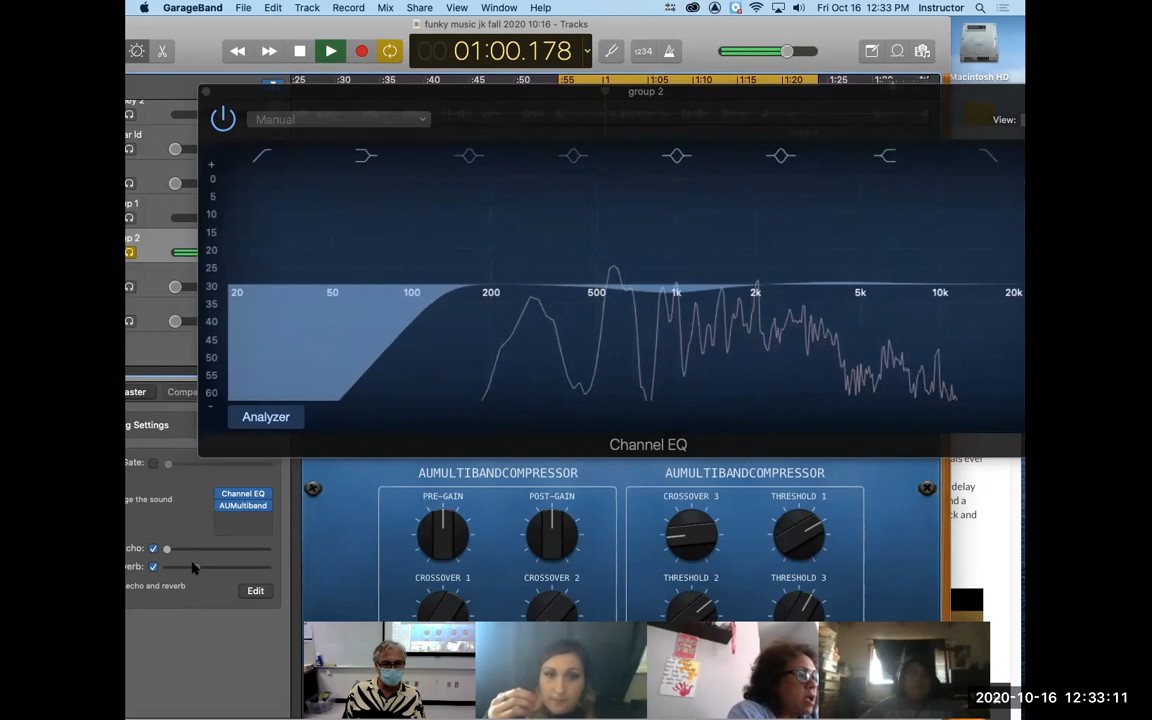 GarageBand File Edit Track Record Mix Share View Window Help Fri Oct 16 12:33 PM Instructor
funky music jk fall 2020 10:16 - Tracks
01:00.178 1234
Macintosh HD
:25 :30 :35 :40 :45 :50 :55 1 1:05 1:10 1:15 1:20 1:25
group 2
Manual View:
ar ld
up 1
up 2
+
0
5
10
15
20
25
30
35
40
45
50
55
60
-
20 50 100 200 500 1k 2k 5k 10k 20k
Analyzer
Channel EQ
aster Compa
ng Settings
Gate:
ge the sound
Channel EQ
AUMultiband
cho:
verb:
echo and reverb
Edit
AUMULTIBANDCOMPRESSOR AUMULTIBANDCOMPRESSOR
PRE-GAIN POST-GAIN CROSSOVER 3 THRESHOLD 1
CROSSOVER 1 CROSSOVER 2 THRESHOLD 2 THRESHOLD 3
als ever
delay
nd a
ck and
2020-10-16 12:33:11